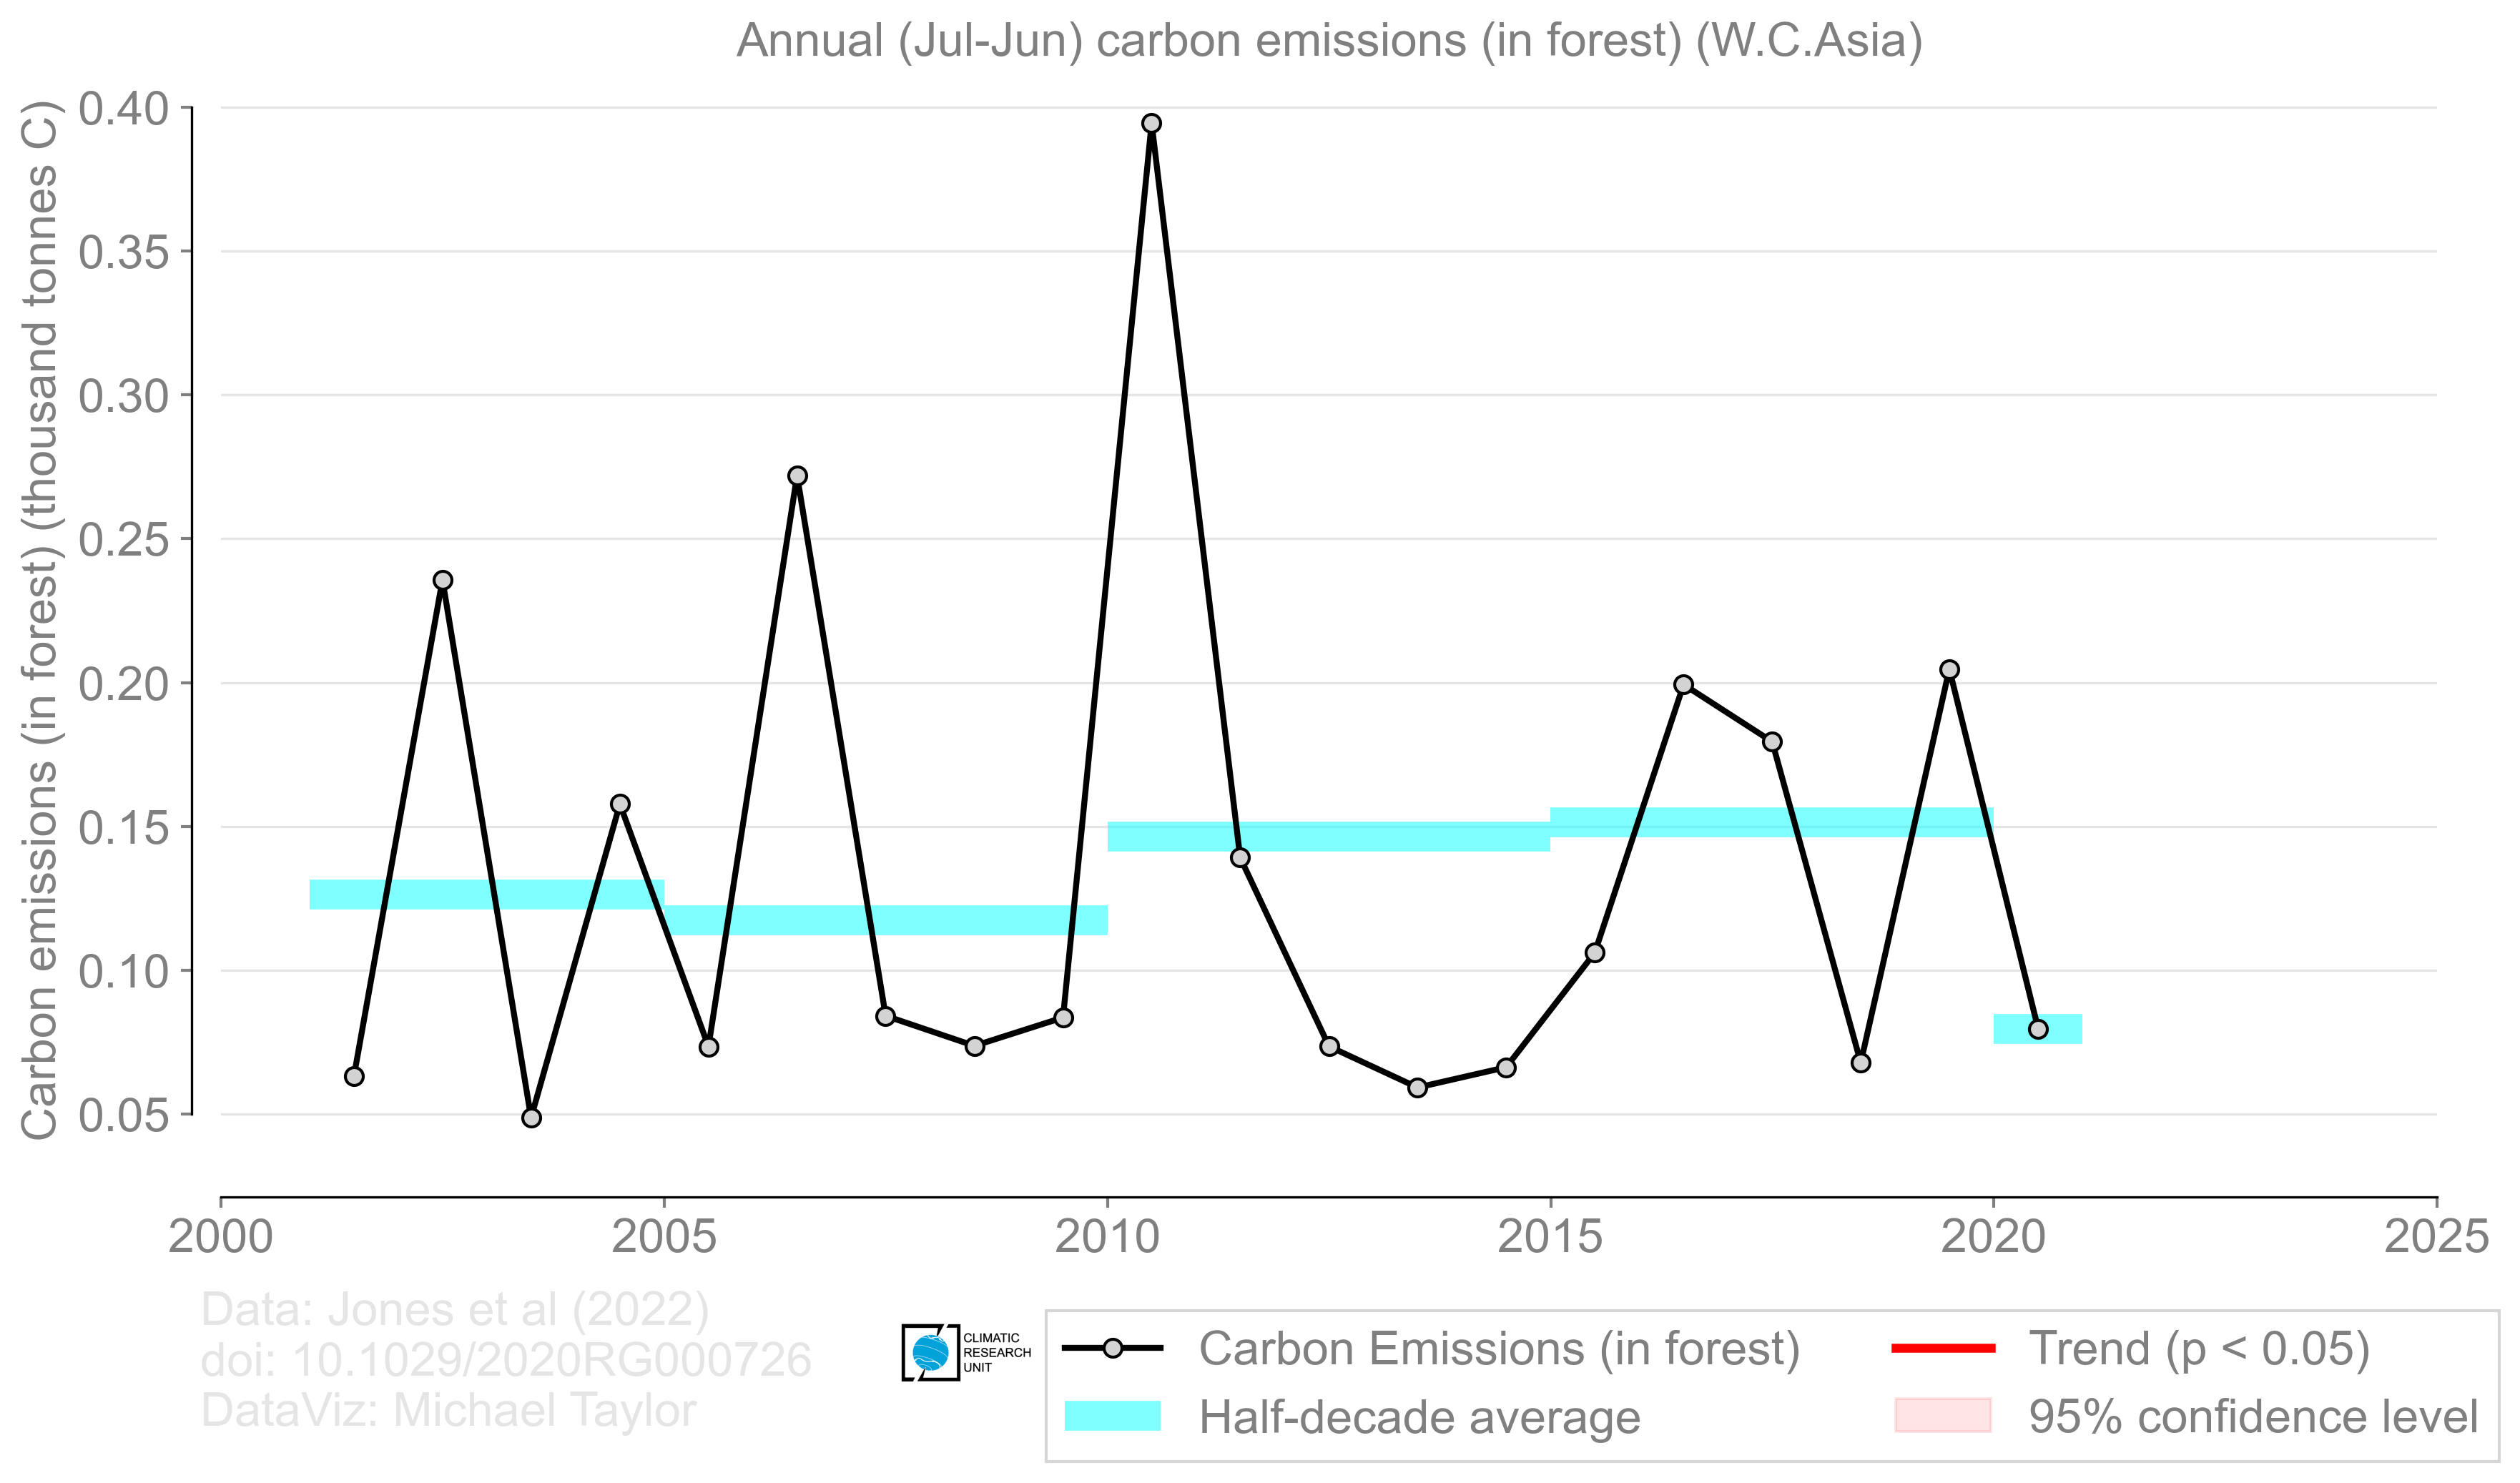 Annual (Jul-Jun) carbon emissions (in forest) (W.C.Asia)
Carbon emissions (in forest) (thousand tonnes C)
0.40
0.35
0.30
0.25
0.20
0.15
0.10
0.05
2000 2005 2010 2015 2020 2025
Data: Jones et al (2022)
doi: 10.1029/2020RG000726
DataViz: Michael Taylor
CLIMATIC
RESEARCH
UNIT
Carbon Emissions (in forest)
Half-decade average
Trend (p < 0.05)
95% confidence level